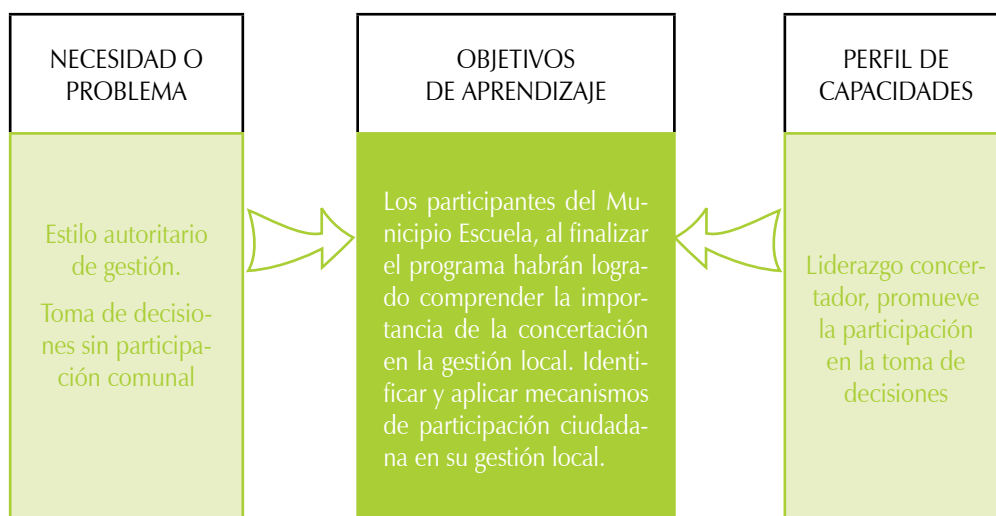 NECESIDAD O
PROBLEMA
Estilo autoritario
de gestión.
Toma de decisio-
nes sin participa-
ción comunal
OBJETIVOS
DE APRENDIZAJE
Los participantes del Mu-
nicipio Escuela, al finalizar
el programa habrán logra-
do comprender la impor-
tancia de la concertación
en la gestión local. Identi-
ficar y aplicar mecanismos
de participación ciudada-
na en su gestión local.
PERFIL DE
CAPACIDADES
Liderazgo concer-
tador, promueve
la participación
en la toma de
decisiones